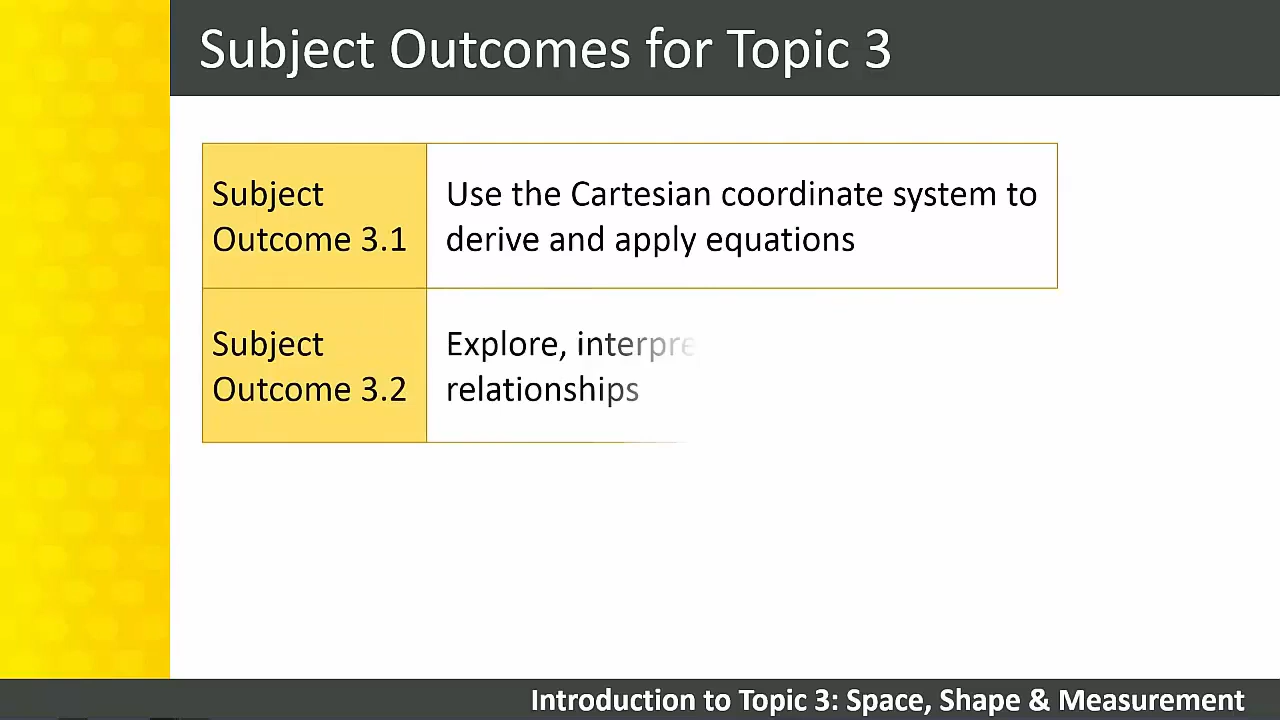 Subject Outcomes for Topic 3
Subject
Outcome 3.1
Use the Cartesian coordinate system to
derive and apply equations
Subject
Outcome 3.2
Explore, interpre
relationships
Introduction to Topic 3: Space, Shape & Measurement